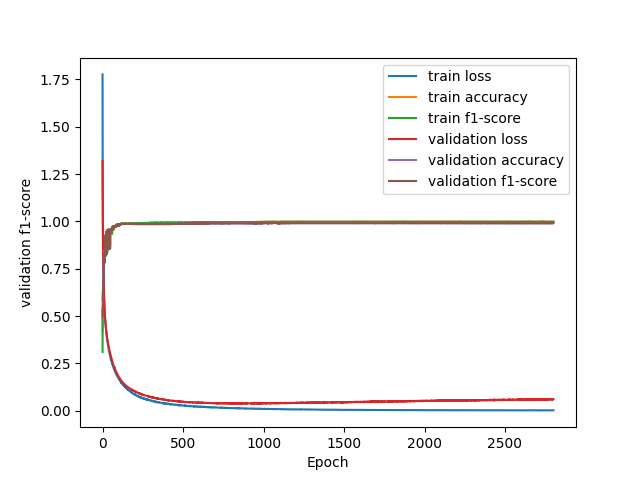 train loss
train accuracy
train f1-score
validation loss
validation accuracy
validation f1-score
1.75
1.50
1.25
1.00
0.75
0.50
0.25
0.00
validation f1-score
0
500
1000
1500
2000
2500
Epoch